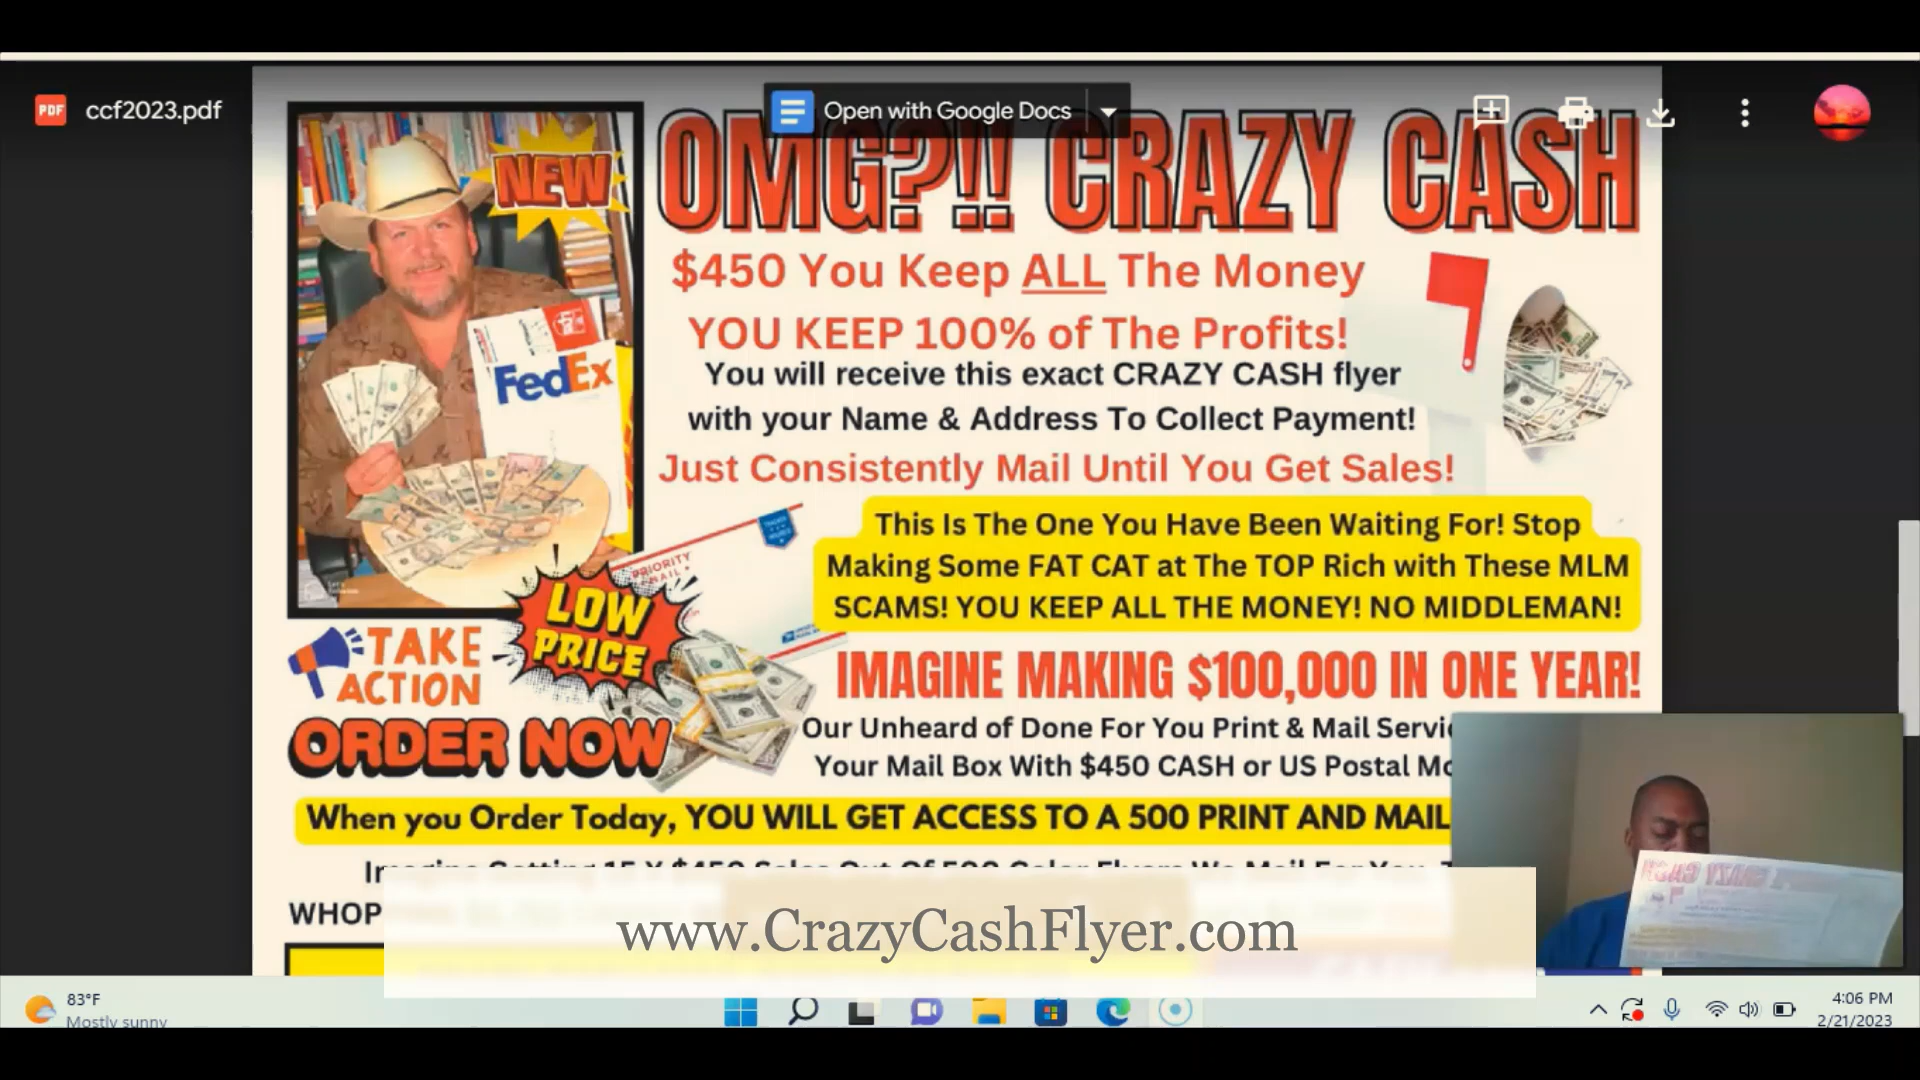 PDF ccf2023.pdf
Open with Google Docs
NEW
OMG?!! CRAZY CASH
$450 You Keep ALL The Money
YOU KEEP 100% of The Profits!
You will receive this exact CRAZY CASH flyer
with your Name & Address To Collect Payment!
Just Consistently Mail Until You Get Sales!
FedEx
PRIORITY
MAIL
This Is The One You Have Been Waiting For! Stop
Making Some FAT CAT at The TOP Rich with These MLM
SCAMS! YOU KEEP ALL THE MONEY! NO MIDDLEMAN!
LOW
PRICE
TAKE
ACTION
ORDER NOW
IMAGINE MAKING $100,000 IN ONE YEAR!
Our Unheard of Done For You Print & Mail Servi
Your Mail Box With $450 CASH or US Postal Mo
When you Order Today, YOU WILL GET ACCESS TO A 500 PRINT AND MAIL
WHOP
www.CrazyCashFlyer.com
83°F
Mostly sunny
4:06 PM
2/21/2023